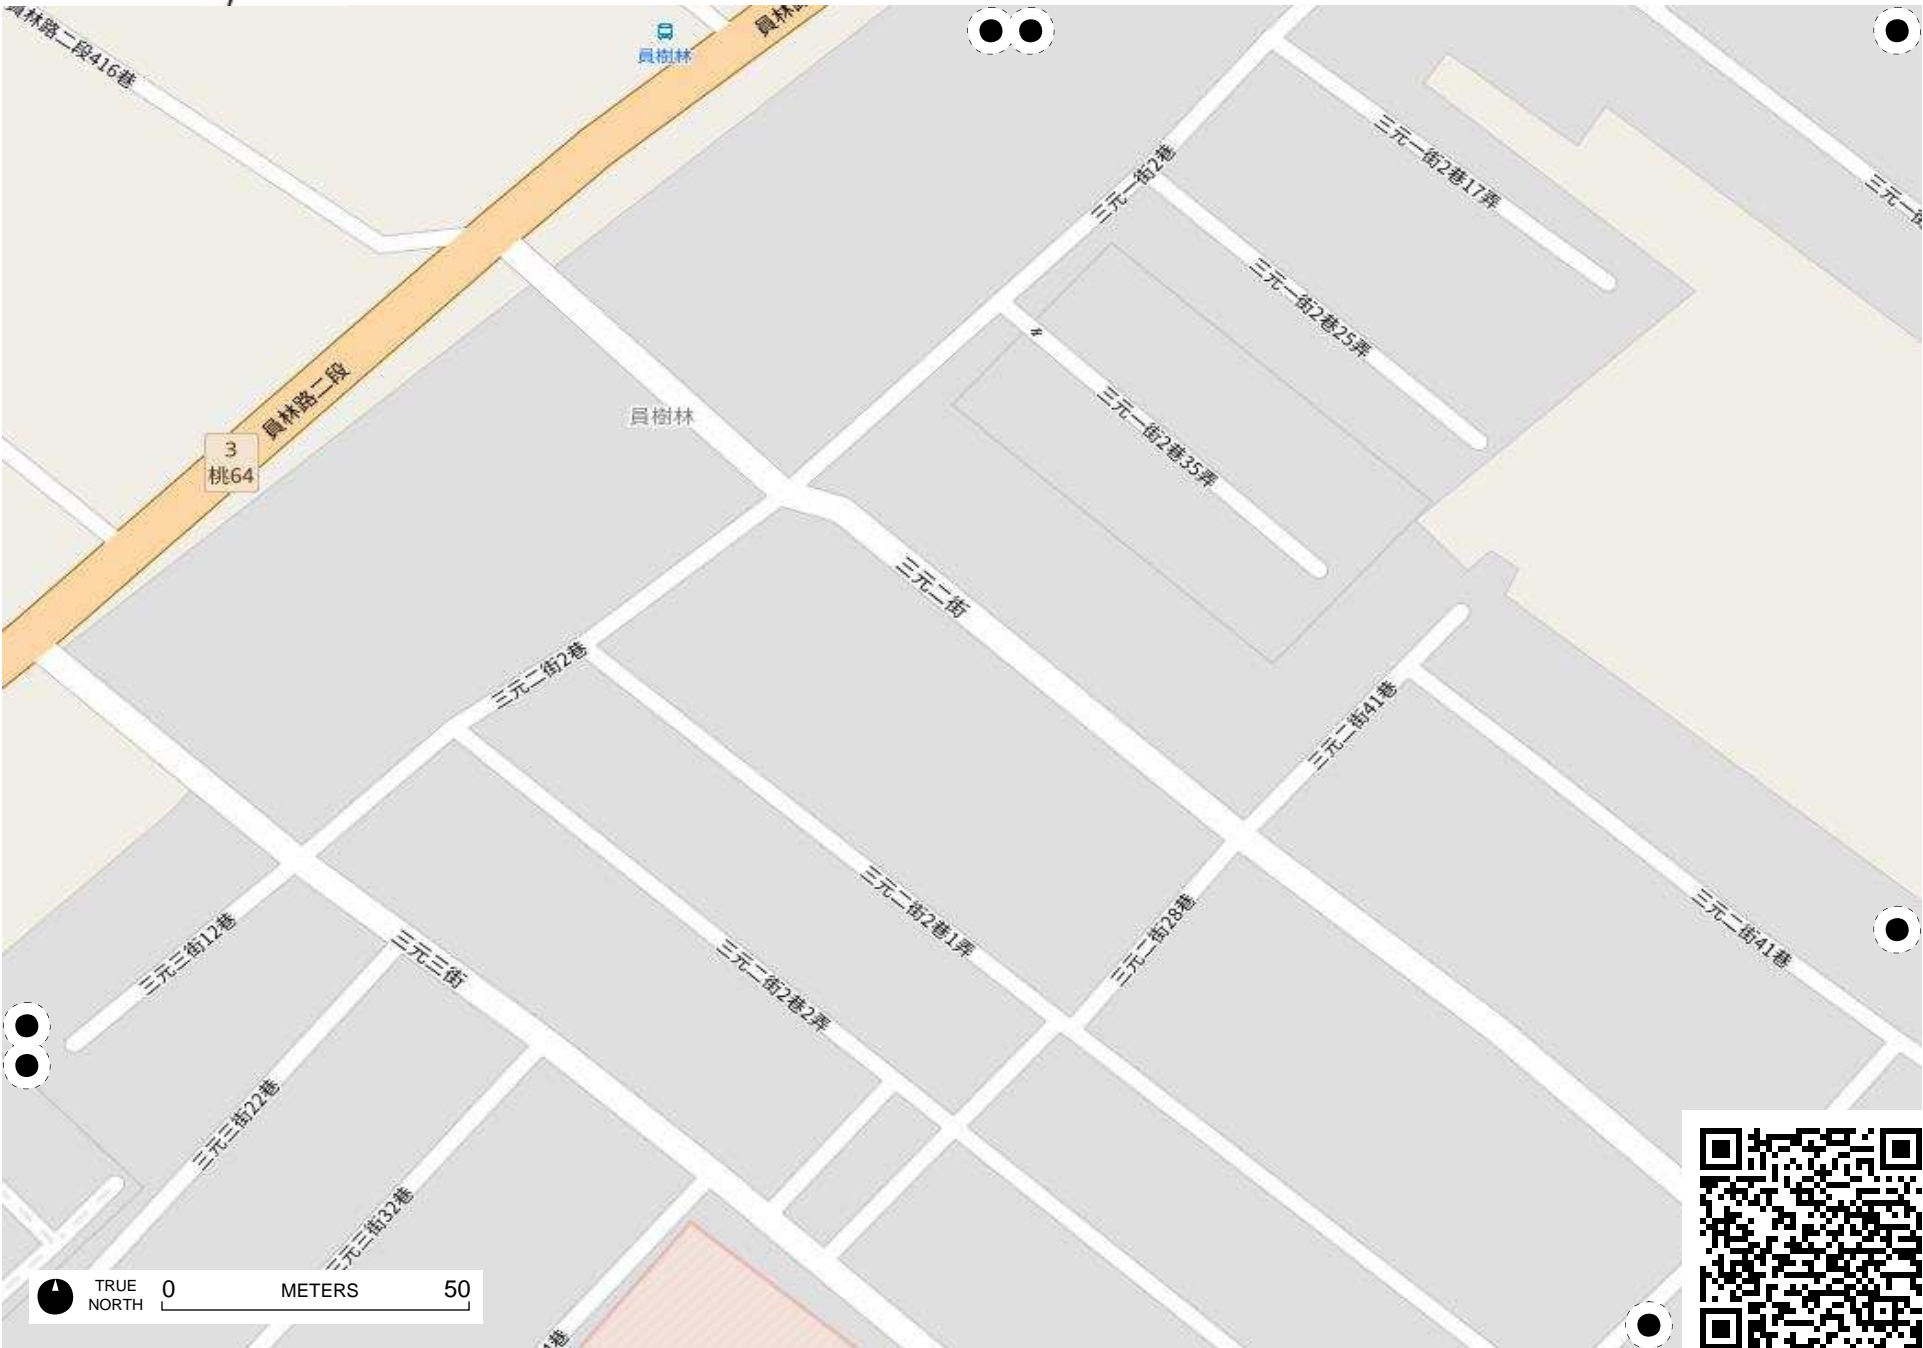 員林路二段416巷
員樹林
三元一街2巷17弄
三元一街2巷
三元一街2巷25弄
員林路二段
三元一街2巷35弄
員樹林
3
桃64
三元二街
三元二街2巷
三元二街41巷
三元二街2巷1弄
三元二街28巷
三元二街41巷
三元三街12巷
三元三街
三元二街2巷2弄
三元三街22巷
三元三街32巷
TRUE
NORTH
0
METERS
50